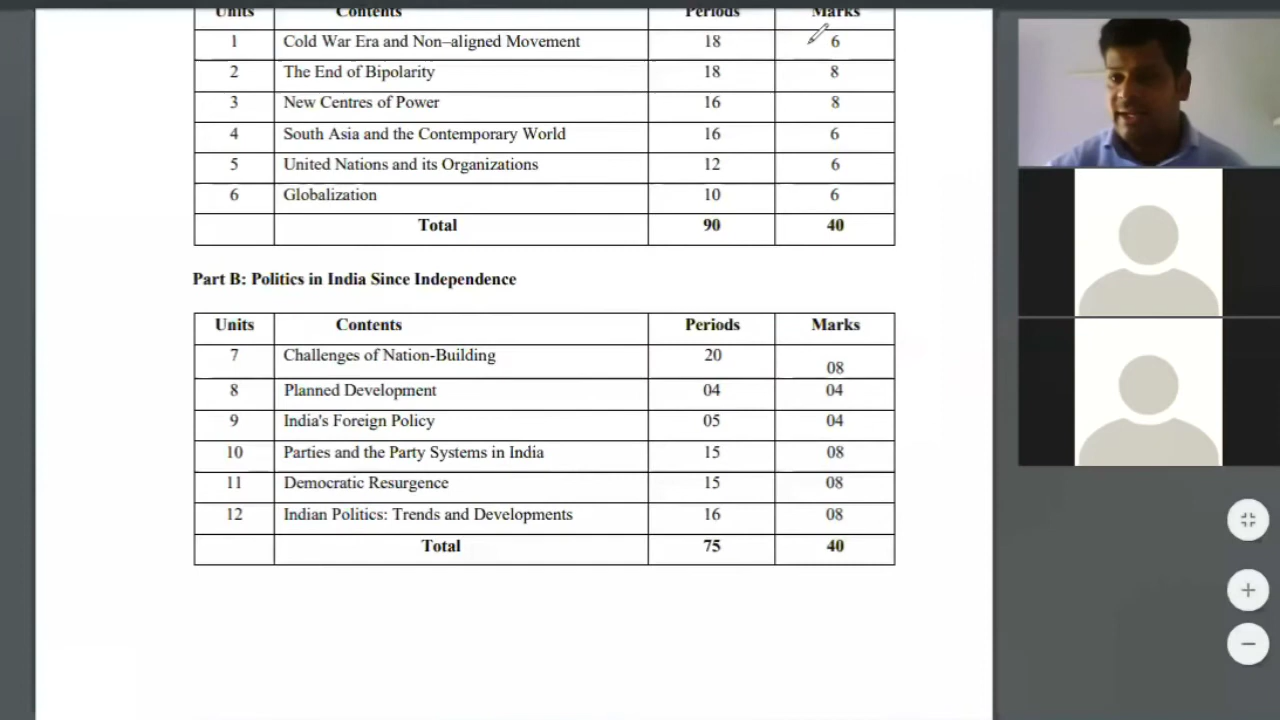 Units Contents Periods Marks
1 Cold War Era and Non–aligned Movement 18 6
2 The End of Bipolarity 18 8
3 New Centres of Power 16 8
4 South Asia and the Contemporary World 16 6
5 United Nations and its Organizations 12 6
6 Globalization 10 6
Total 90 40
Part B: Politics in India Since Independence
Units Contents Periods Marks
7 Challenges of Nation-Building 20 08
8 Planned Development 04 04
9 India's Foreign Policy 05 04
10 Parties and the Party Systems in India 15 08
11 Democratic Resurgence 15 08
12 Indian Politics: Trends and Developments 16 08
Total 75 40